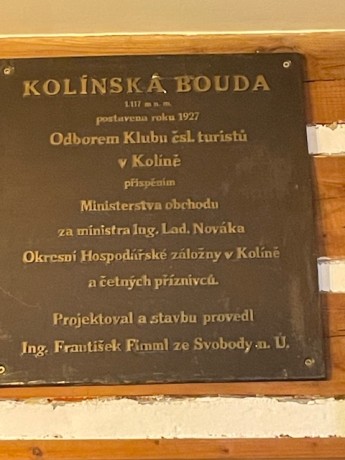 KOLÍNSKÁ BOUDA
1.117 m n. m.
postavena roku 1927
Odborem Klubu čsl. turistů
v Kolíně
přispěním
Ministerstva obchodu
za ministra Ing. Lad. Nováka
Okresní Hospodářské záložny v Kolíně
a četných příznivců.
Projektoval a stavbu provedl
Ing. František Fimml ze Svobody n. Ú.